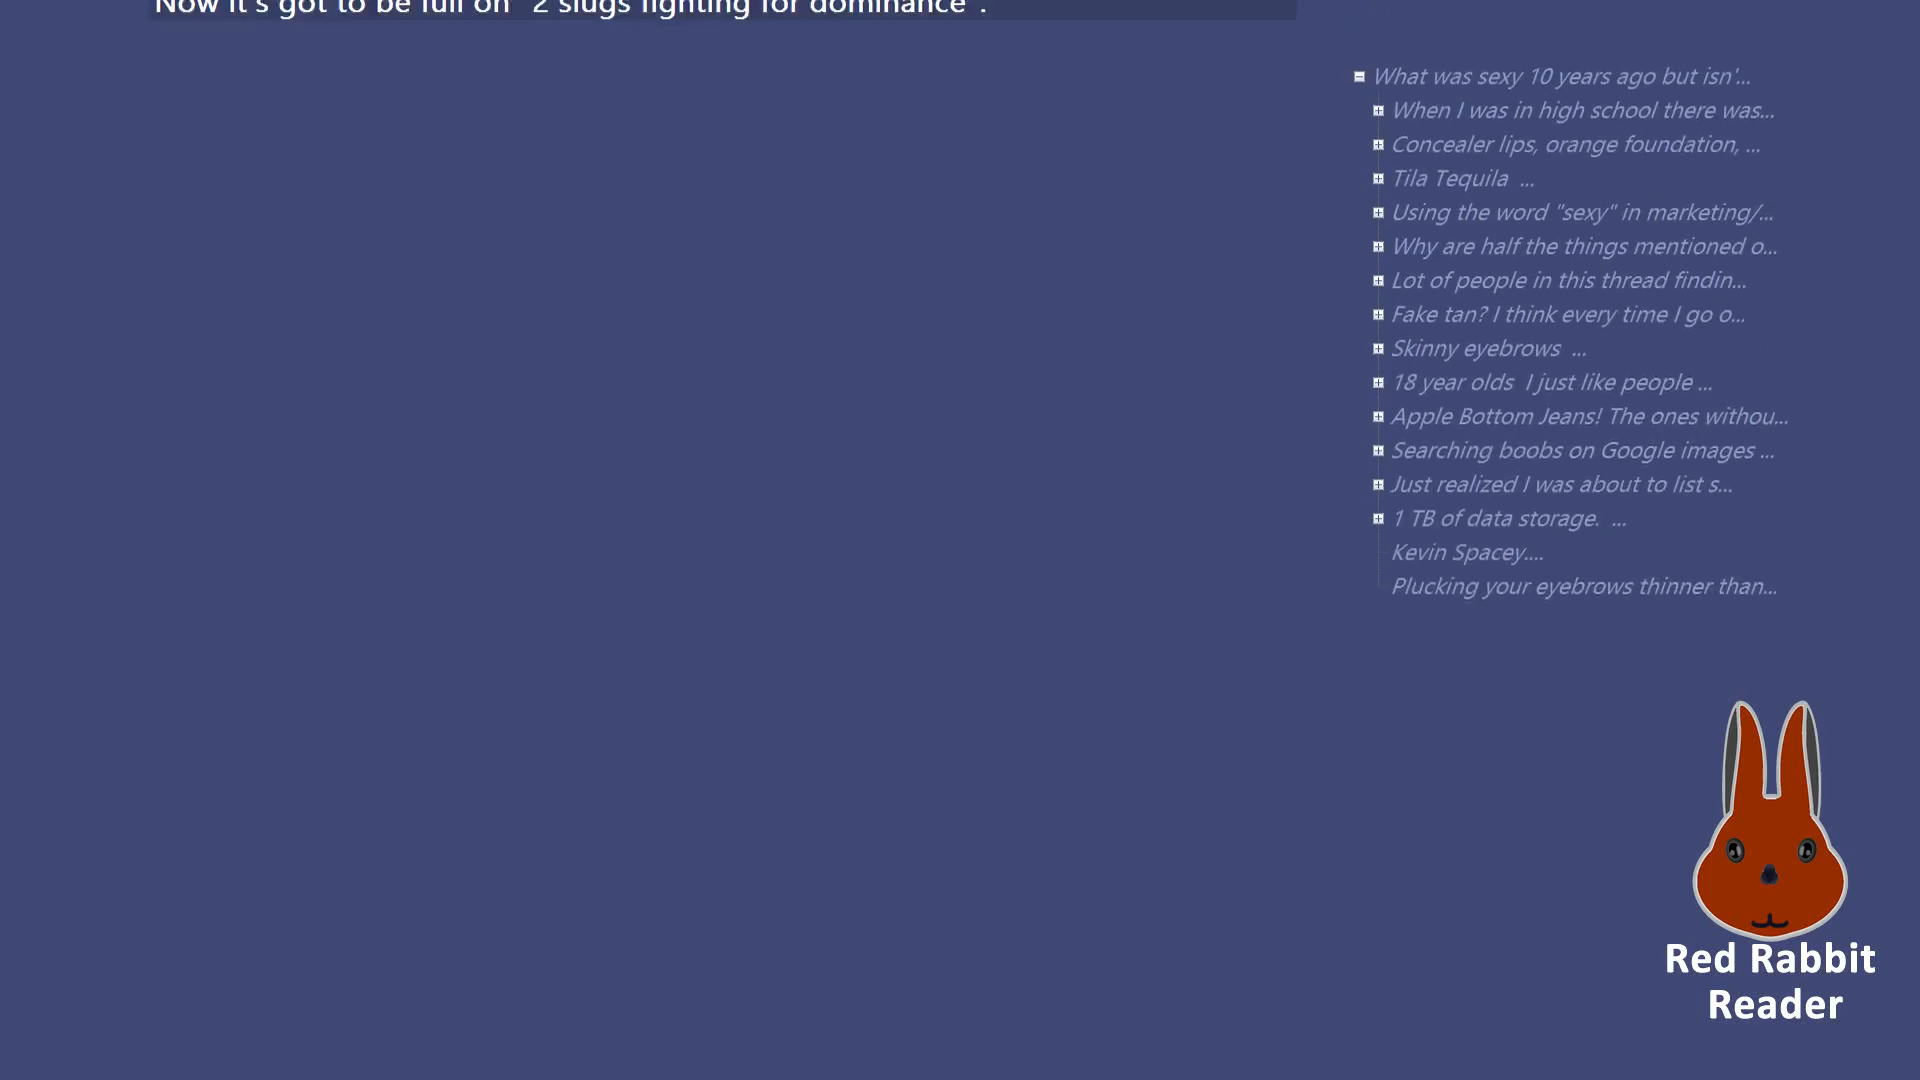 Now it's got to be full on "2 slugs fighting for dominance".
What was sexy 10 years ago but isn'...
When I was in high school there was...
Concealer lips, orange foundation, ...
Tila Tequila ...
Using the word "sexy" in marketing/...
Why are half the things mentioned o...
Lot of people in this thread findin...
Fake tan? I think every time I go o...
Skinny eyebrows ...
18 year olds I just like people ...
Apple Bottom Jeans! The ones withou...
Searching boobs on Google images ...
Just realized I was about to list s...
1 TB of data storage. ...
Kevin Spacey....
Plucking your eyebrows thinner than...
Red Rabbit
Reader